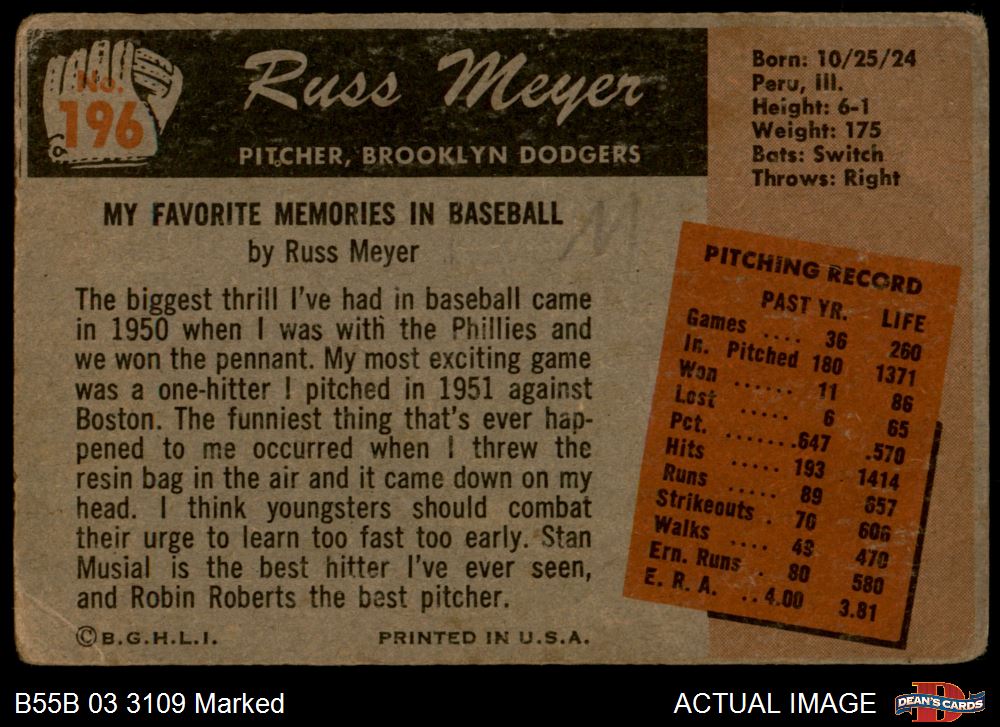 No.
196
Russ Meyer
PITCHER, BROOKLYN DODGERS
Born: 10/25/24
Peru, Ill.
Height: 6-1
Weight: 175
Bats: Switch
Throws: Right
MY FAVORITE MEMORIES IN BASEBALL
by Russ Meyer
The biggest thrill I've had in baseball came
in 1950 when I was with the Phillies and
we won the pennant. My most exciting game
was a one-hitter I pitched in 1951 against
Boston. The funniest thing that's ever hap-
pened to me occurred when I threw the
resin bag in the air and it came down on my
head. I think youngsters should combat
their urge to learn too fast too early. Stan
Musial is the best hitter I've ever seen,
and Robin Roberts the best pitcher.
©B.G.H.L.I. PRINTED IN U.S.A.
PITCHING RECORD
PAST YR. LIFE
Games .... 36 260
In. Pitched 180 1371
Won ...... 11 86
Lost ..... 6 65
Pct. .......647 .570
Hits ..... 193 1414
Runs ..... 89 657
Strikeouts . 70 606
Walks .... 49 470
Ern. Runs . 80 580
E. R. A. ..4.00 3.81
M
B55B 03 3109 Marked
ACTUAL IMAGE
D
DEAN'S CARDS